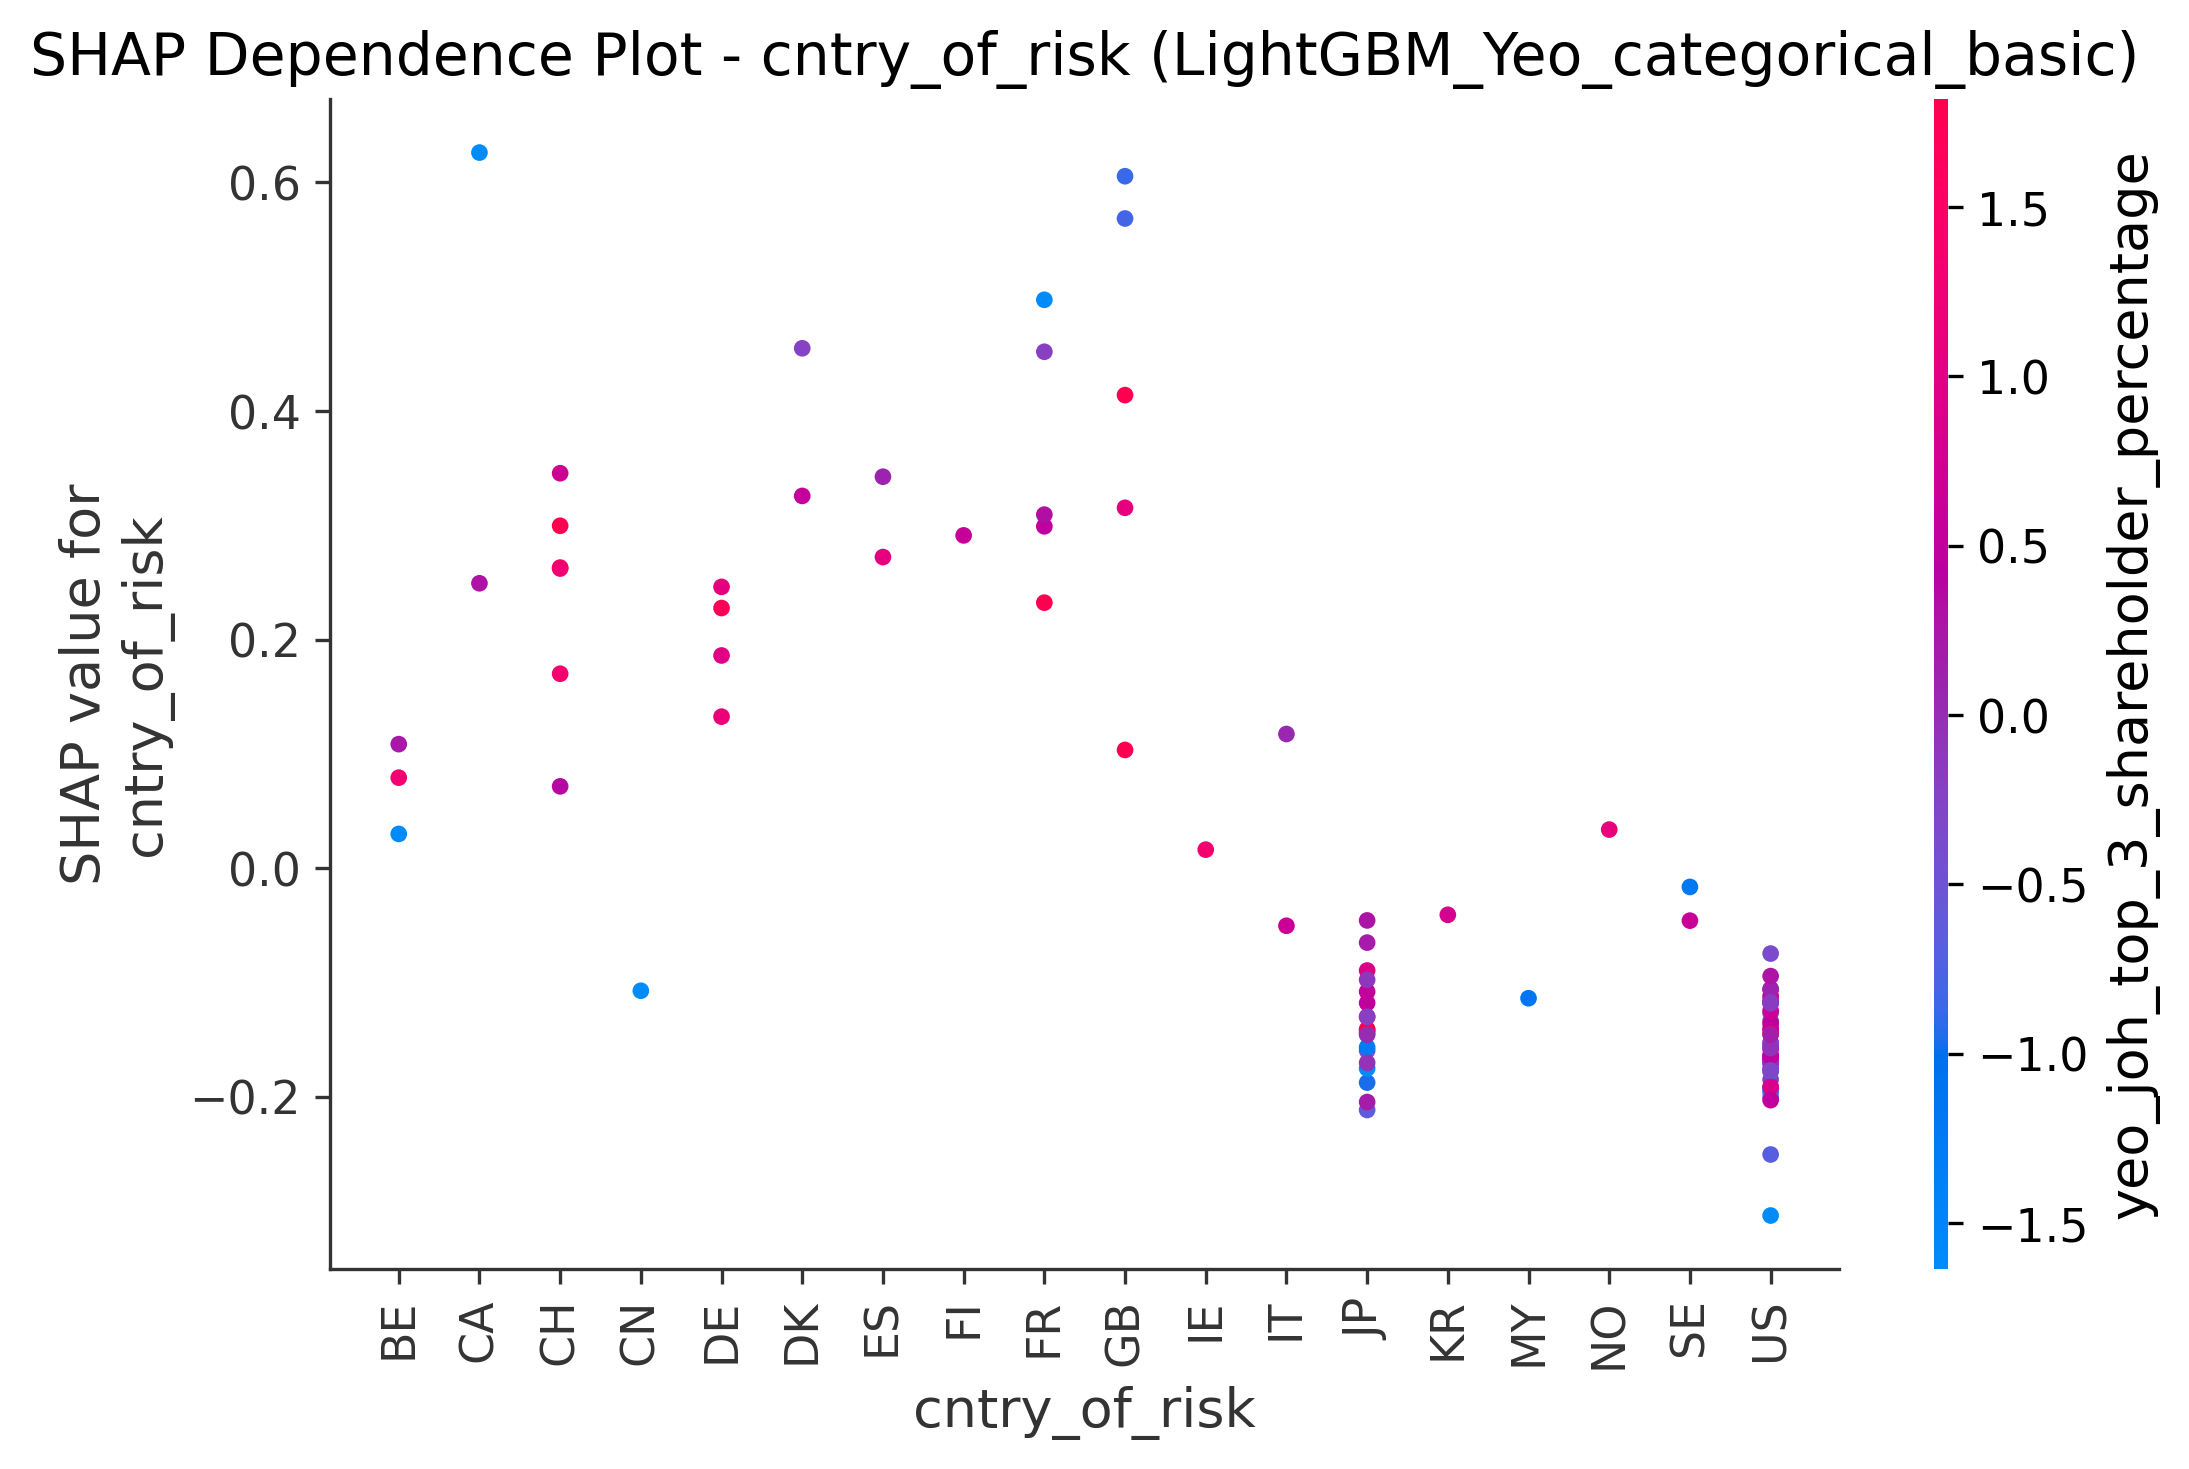 SHAP Dependence Plot - cntry_of_risk (LightGBM_Yeo_categorical_basic)
SHAP value for
cntry_of_risk
0.6
0.4
0.2
0.0
−0.2
BE
CA
CH
CN
DE
DK
ES
FI
FR
GB
IE
IT
JP
KR
MY
NO
SE
US
cntry_of_risk
1.5
1.0
0.5
0.0
−0.5
−1.0
−1.5
yeo_joh_top_3_shareholder_percentage